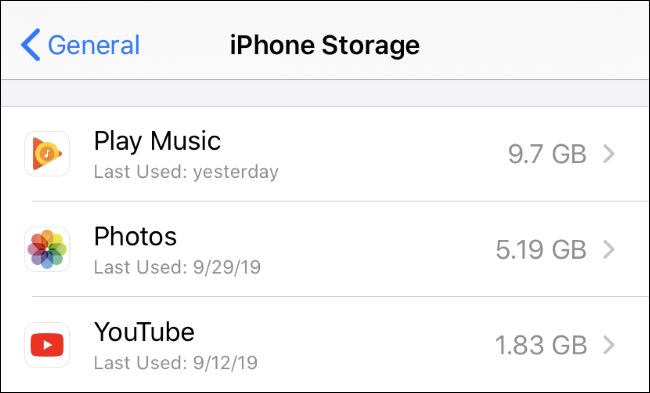 General
iPhone Storage
Play Music
9.7 GB
Last Used: yesterday
Photos
5.19 GB
Last Used: 9/29/19
YouTube
1.83 GB
Last Used: 9/12/19